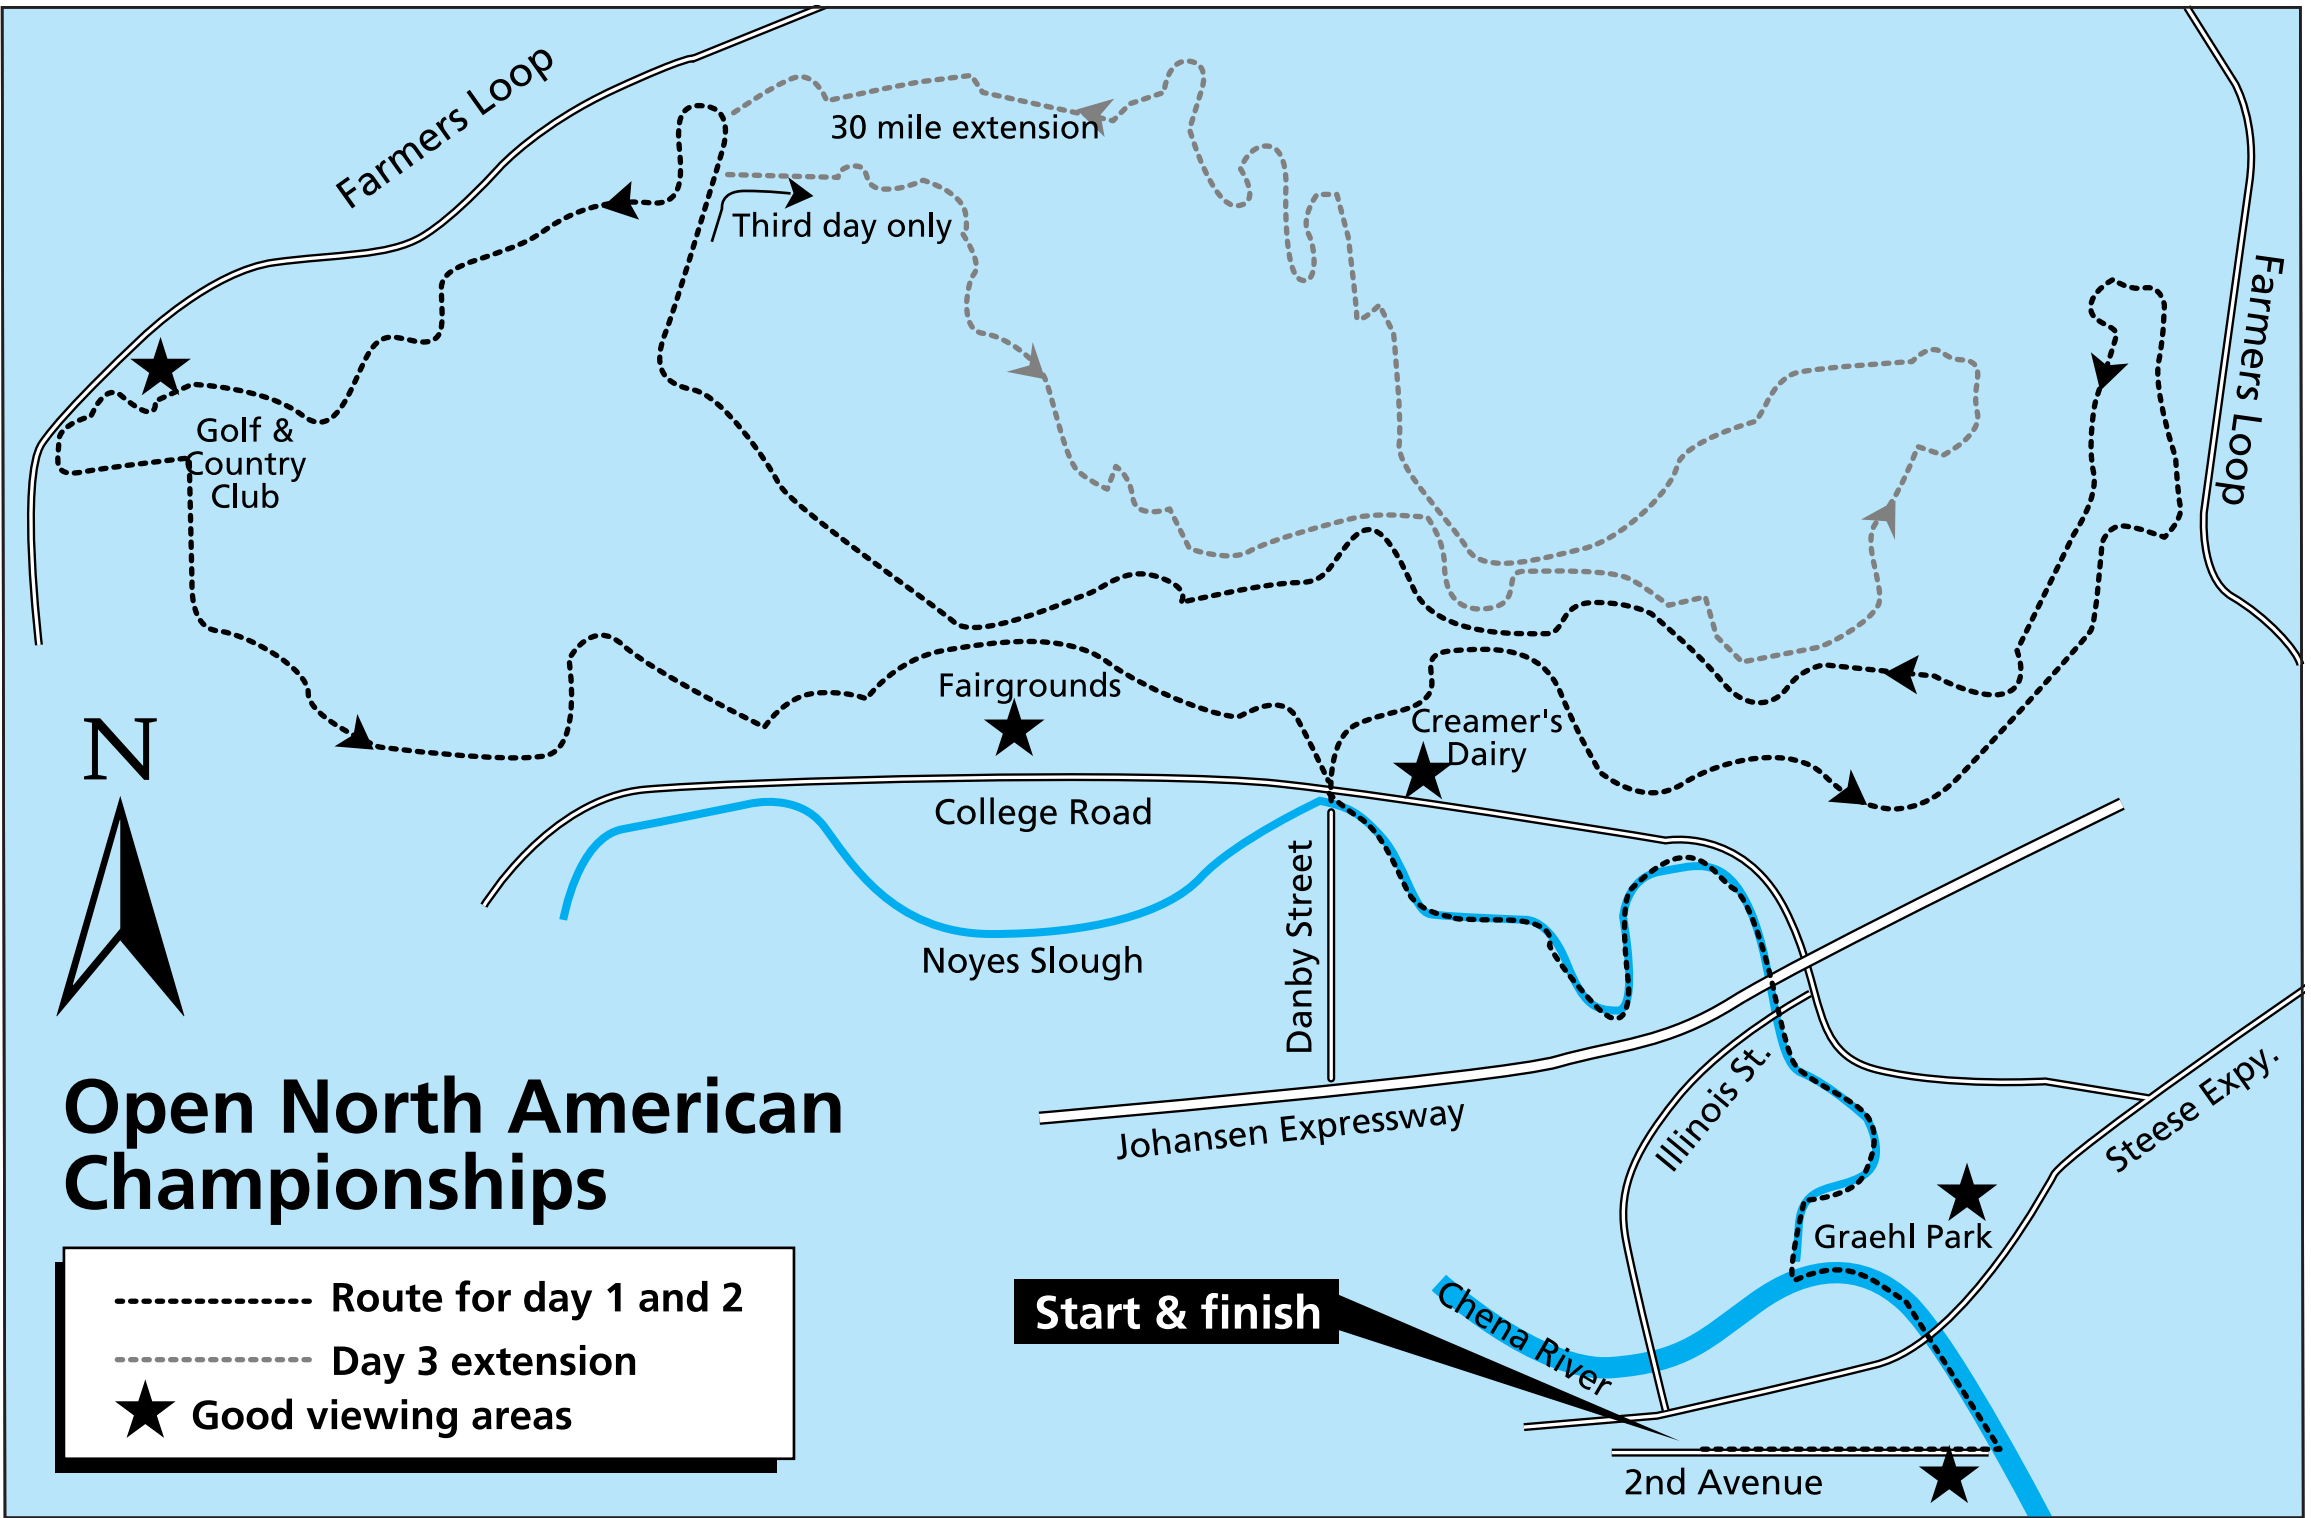 Farmers Loop
30 mile extension
Third day only
Farmers Loop
Farmers Loop
Golf &
Country
Club
Fairgrounds
Creamer's
Dairy
N
College Road
Noyes Slough
Danby Street
Johansen Expressway
Illinois St.
Steese Expy.
Graehl Park
Open North American
Championships
Start & finish
Chena River
Route for day 1 and 2
Day 3 extension
Good viewing areas
2nd Avenue